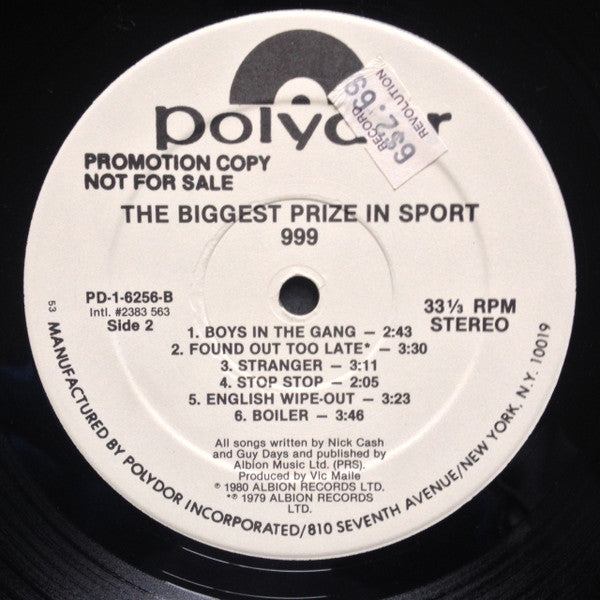 polydor
RECORD
6$2.69
REVOLUTION
PROMOTION COPY
NOT FOR SALE
THE BIGGEST PRIZE IN SPORT
999
PD-1-6256-B
Intl. #2383 563
Side 2
33⅓ RPM
STEREO
1. BOYS IN THE GANG – 2:43
2. FOUND OUT TOO LATE* – 3:30
3. STRANGER – 3:11
4. STOP STOP – 2:05
5. ENGLISH WIPE-OUT – 3:23
6. BOILER – 3:46
All songs written by Nick Cash
and Guy Days and published by
Albion Music Ltd. (PRS).
Produced by Vic Maile
℗ 1980 ALBION RECORDS LTD.
*℗ 1979 ALBION RECORDS
LTD.
53 MANUFACTURED BY POLYDOR INCORPORATED/810 SEVENTH AVENUE/NEW YORK, N.Y. 10019